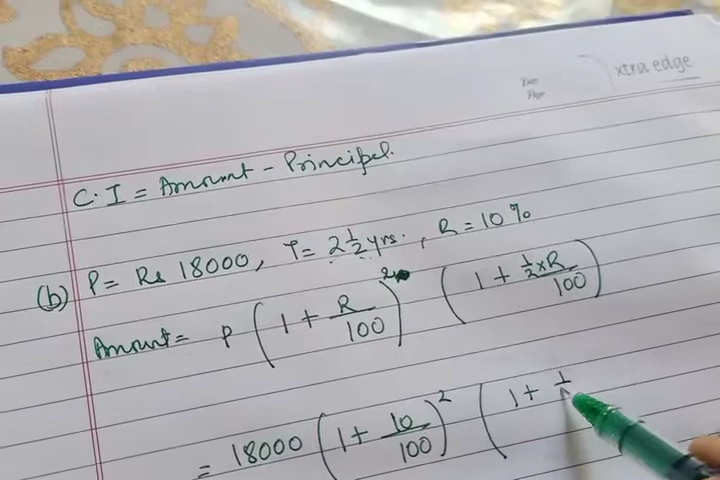 Date
Page
xtra edge
C.I = Amount - Principal.
(b) P = Rs 18000, T = 2 1/2 yrs., R = 10%
Amount = P (1 + R/100)^2 (1 + 1/2 x R/100)
= 18000 (1 + 10/100)^2 (1 + 1/